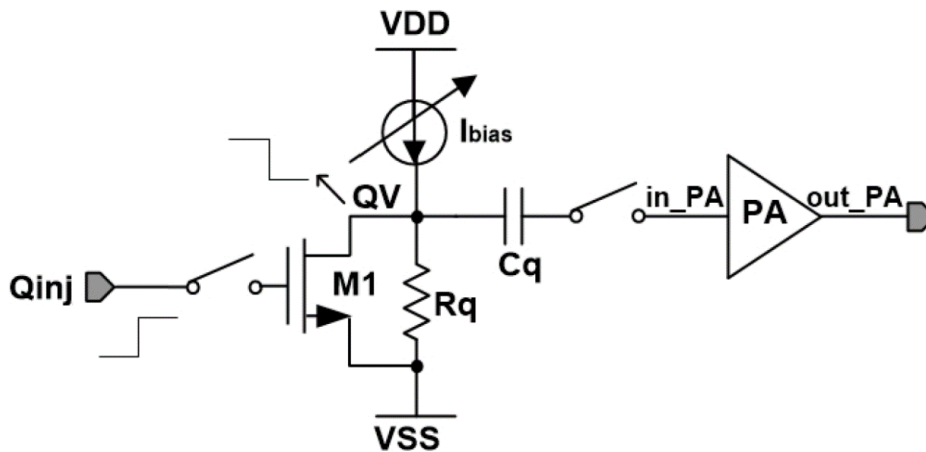 VDD
Ibias
QV
in_PA
PA
out_PA
Cq
Qinj
M1
Rq
VSS